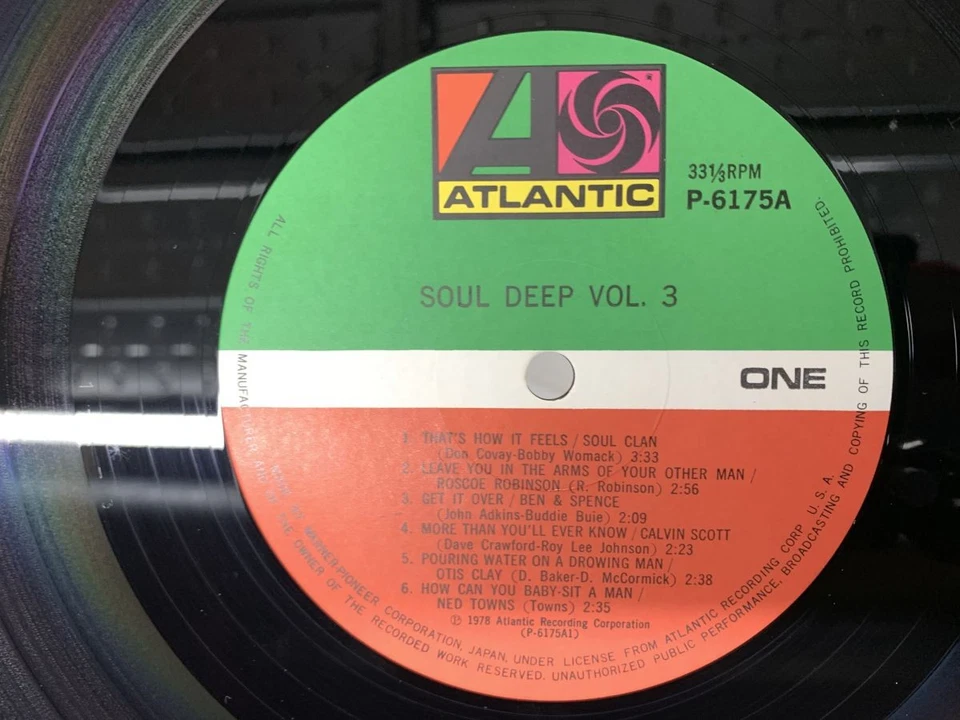 ATLANTIC
33⅓RPM
P-6175A
SOUL DEEP VOL. 3
ONE
1. THAT'S HOW IT FEELS / SOUL CLAN
(Don Covay-Bobby Womack) 3:33
2. LEAVE YOU IN THE ARMS OF YOUR OTHER MAN /
ROSCOE ROBINSON (R. Robinson) 2:56
3. GET IT OVER / BEN & SPENCE
(John Adkins-Buddie Buie) 2:09
4. MORE THAN YOU'LL EVER KNOW / CALVIN SCOTT
(Dave Crawford-Roy Lee Johnson) 2:23
5. POURING WATER ON A DROWING MAN /
OTIS CLAY (D. Baker-D. McCormick) 2:38
6. HOW CAN YOU BABY-SIT A MAN /
NED TOWNS (Towns) 2:35
Ⓟ 1978 Atlantic Recording Corporation
(P-6175A1)
ALL RIGHTS OF THE MANUFACTURER AND OF THE OWNER OF THE RECORDED WORK RESERVED. UNAUTHORIZED PUBLIC PERFORMANCE, BROADCASTING AND COPYING OF THIS RECORD PROHIBITED.
BY WARNER-PIONEER CORPORATION, JAPAN, UNDER LICENSE FROM ATLANTIC RECORDING CORP. U.S.A.